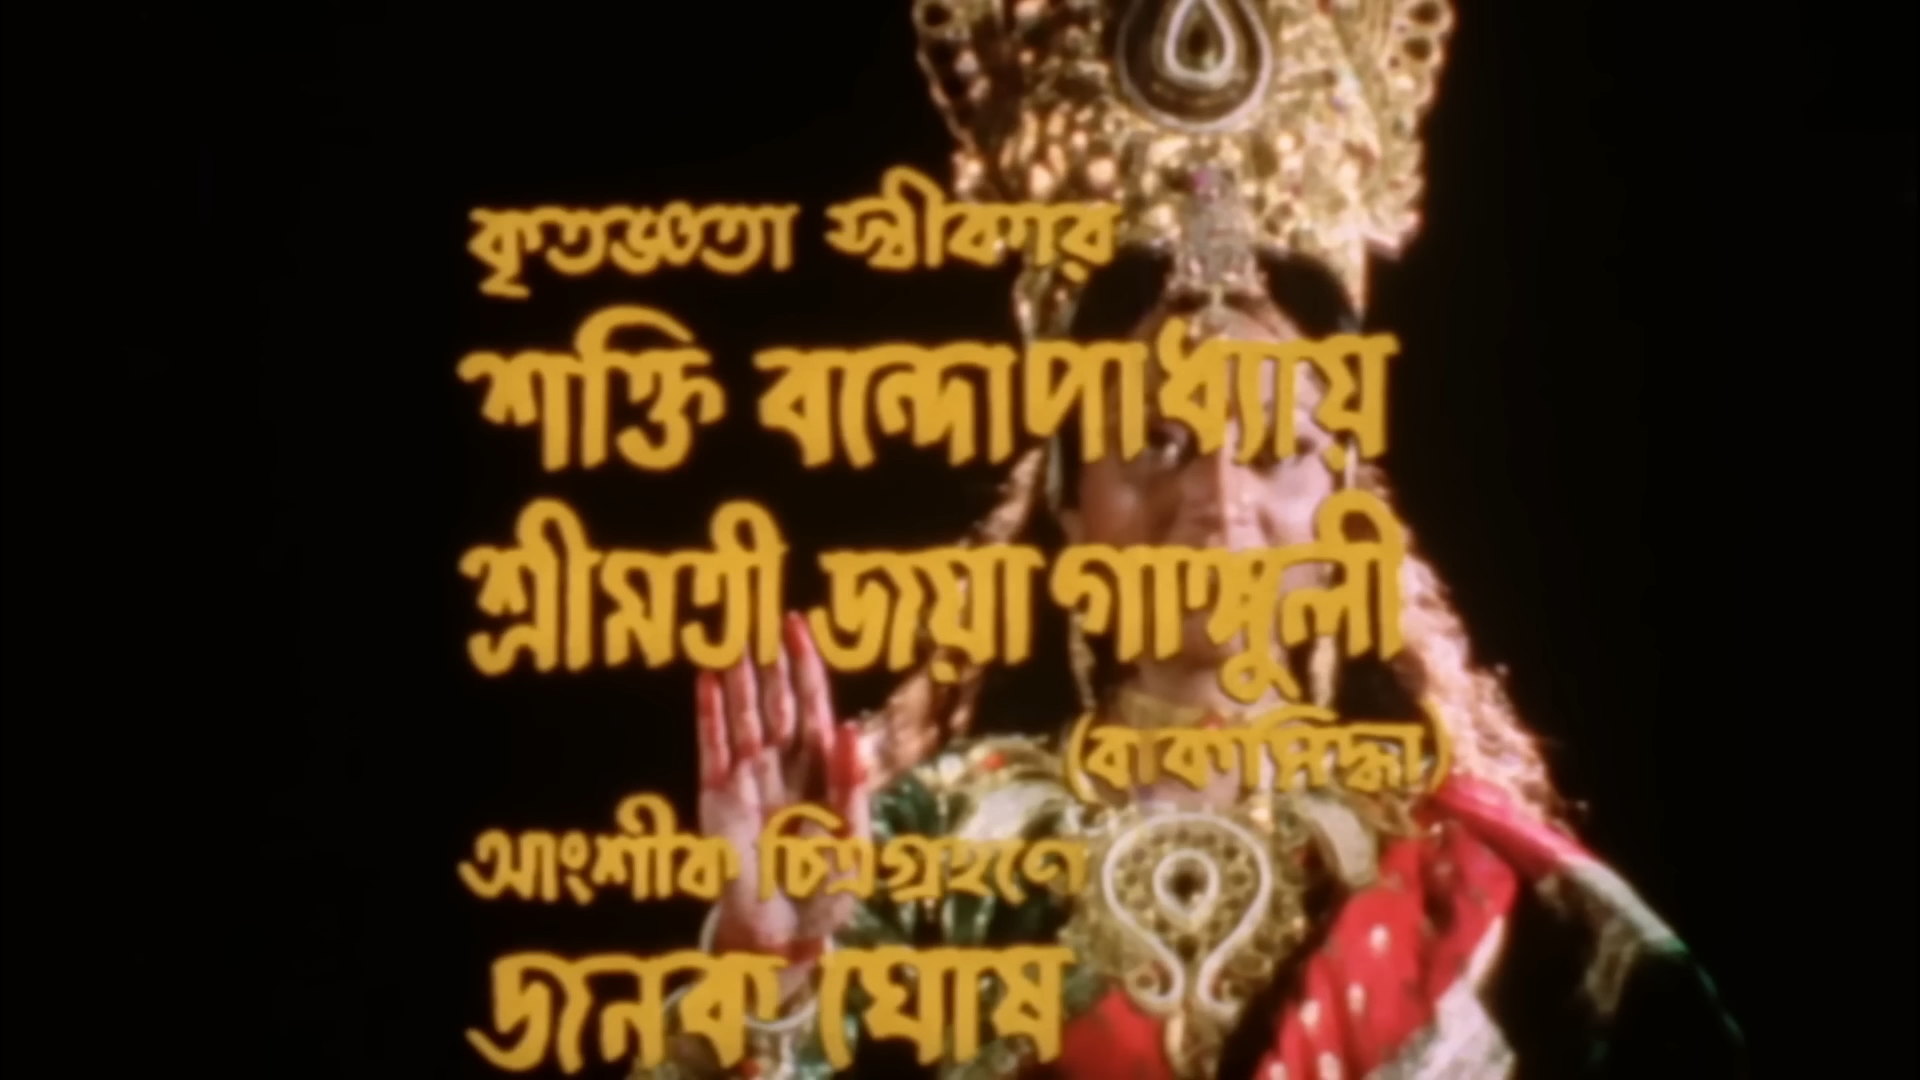 কৃতজ্ঞতা স্বীকার
শক্তি বন্দোপাধ্যায়
শ্রীমতী জয়া গাঙ্গুলী
(বাকসিদ্ধা)
আংশীক চিত্রগ্রহণে
জনক ঘোষ